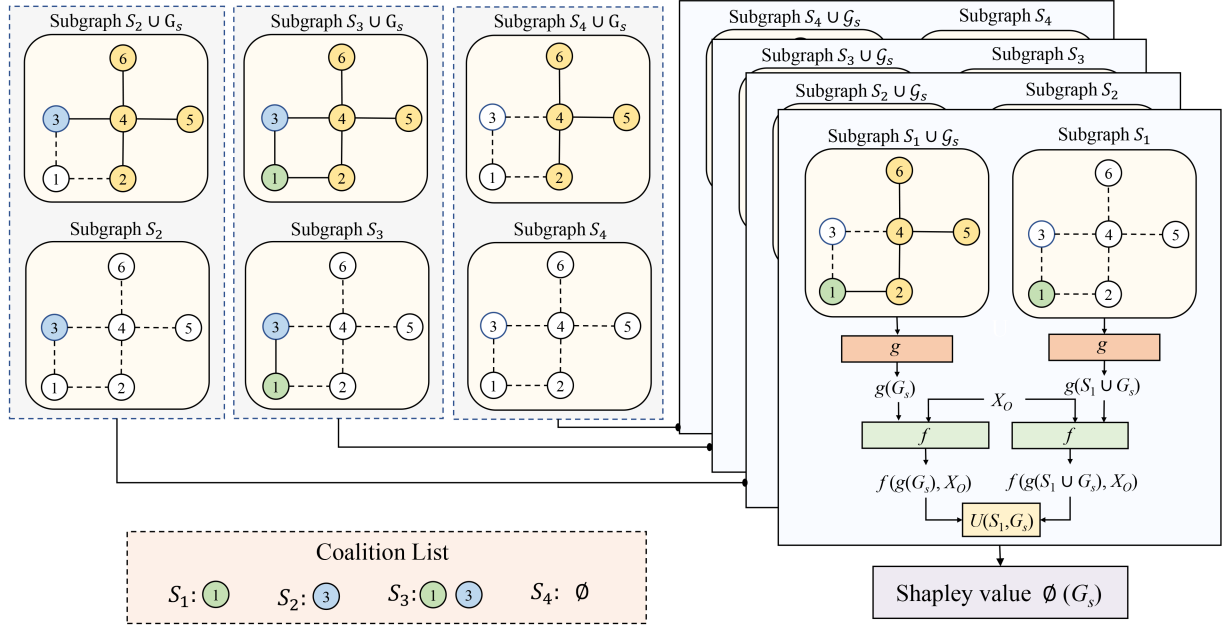 Subgraph S₂ ∪ Gₛ
6
3
4
5
1
2
Subgraph S₂
6
3
4
5
1
2
Subgraph S₃ ∪ Gₛ
6
3
4
5
1
2
Subgraph S₃
6
3
4
5
1
2
Subgraph S₄ ∪ Gₛ
6
3
4
5
1
2
Subgraph S₄
6
3
4
5
1
2
Subgraph S₄ ∪ 𝒢ₛ
Subgraph S₄
Subgraph S₃ ∪ 𝒢ₛ
Subgraph S₃
Subgraph S₂ ∪ 𝒢ₛ
Subgraph S₂
Subgraph S₁ ∪ 𝒢ₛ
6
3
4
5
1
2
Subgraph S₁
6
3
4
5
1
2
g
g
g(Gₛ)
X_O
g(S₁ ∪ Gₛ)
f
f
f(g(Gₛ), X_O)
f(g(S₁ ∪ Gₛ), X_O)
U(S₁,Gₛ)
Shapley value ∅ (Gₛ)
Coalition List
S₁: 1 S₂: 3 S₃: 1 3 S₄: ∅